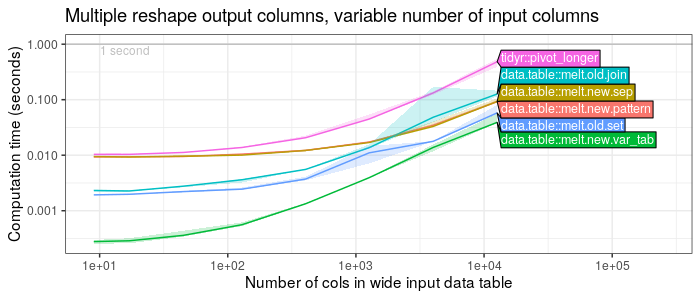 Multiple reshape output columns, variable number of input columns
Computation time (seconds)
1.000
0.100
0.010
0.001
1 second
tidyr::pivot_longer
data.table::melt.old.join
data.table::melt.new.sep
data.table::melt.new.pattern
data.table::melt.old.set
data.table::melt.new.var_tab
1e+01
1e+02
1e+03
1e+04
1e+05
Number of cols in wide input data table